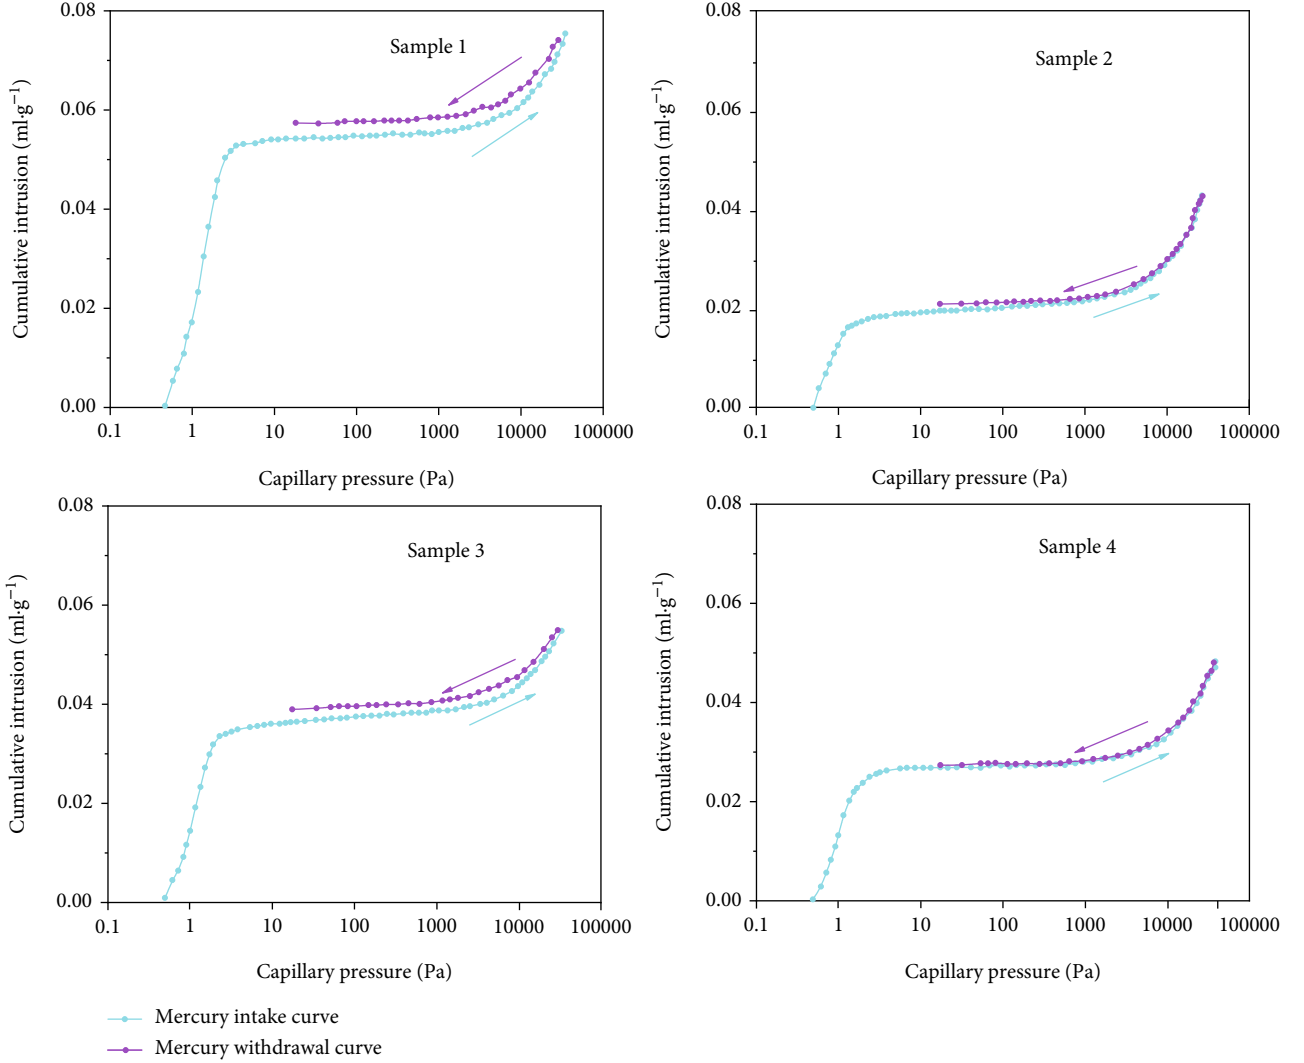 Sample 1
Cumulative intrusion (ml·g⁻¹)
0.08
0.06
0.04
0.02
0.00
0.1 1 10 100 1000 10000 100000
Capillary pressure (Pa)
Sample 2
Cumulative intrusion (ml·g⁻¹)
0.08
0.06
0.04
0.02
0.00
0.1 1 10 100 1000 10000 100000
Capillary pressure (Pa)
Sample 3
Cumulative intrusion (ml·g⁻¹)
0.08
0.06
0.04
0.02
0.00
0.1 1 10 100 1000 10000 100000
Capillary pressure (Pa)
Sample 4
Cumulative intrusion (ml·g⁻¹)
0.08
0.06
0.04
0.02
0.00
0.1 1 10 100 1000 10000 100000
Capillary pressure (Pa)
Mercury intake curve
Mercury withdrawal curve